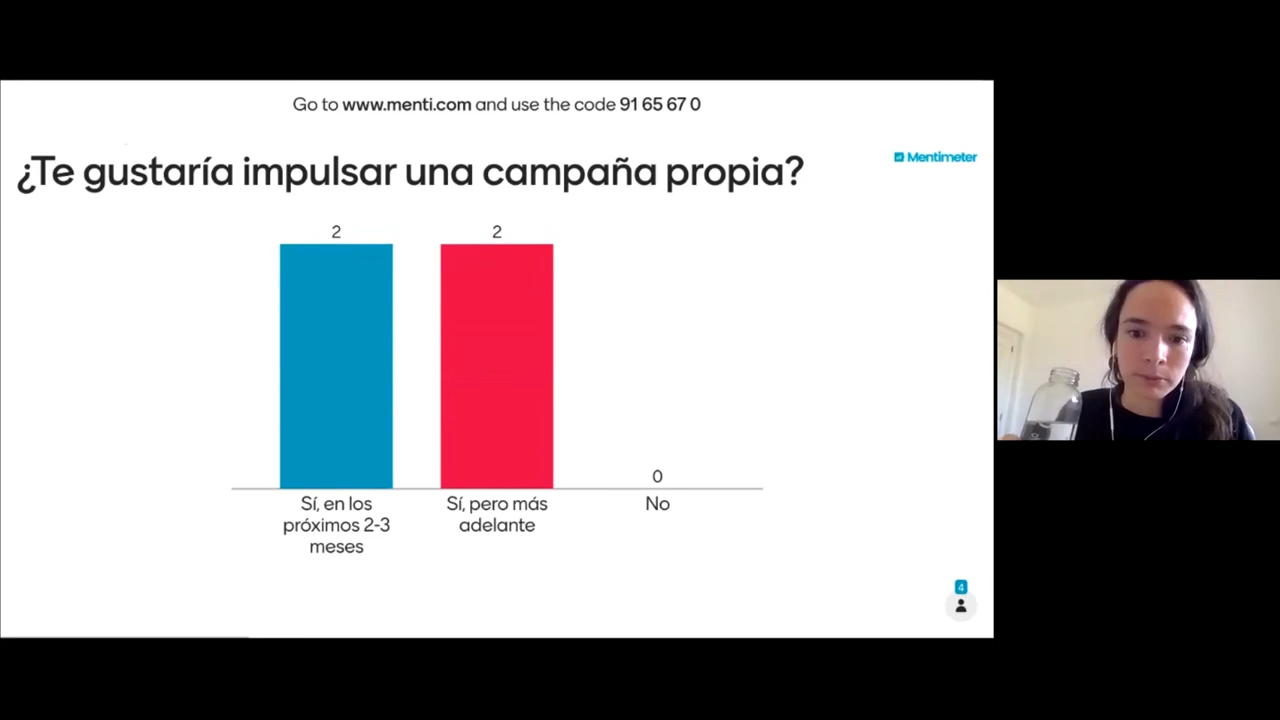 Go to www.menti.com and use the code 91 65 67 0
¿Te gustaría impulsar una campaña propia?
Mentimeter
2
2
0
Sí, en los
próximos 2-3
meses
Sí, pero más
adelante
No
4